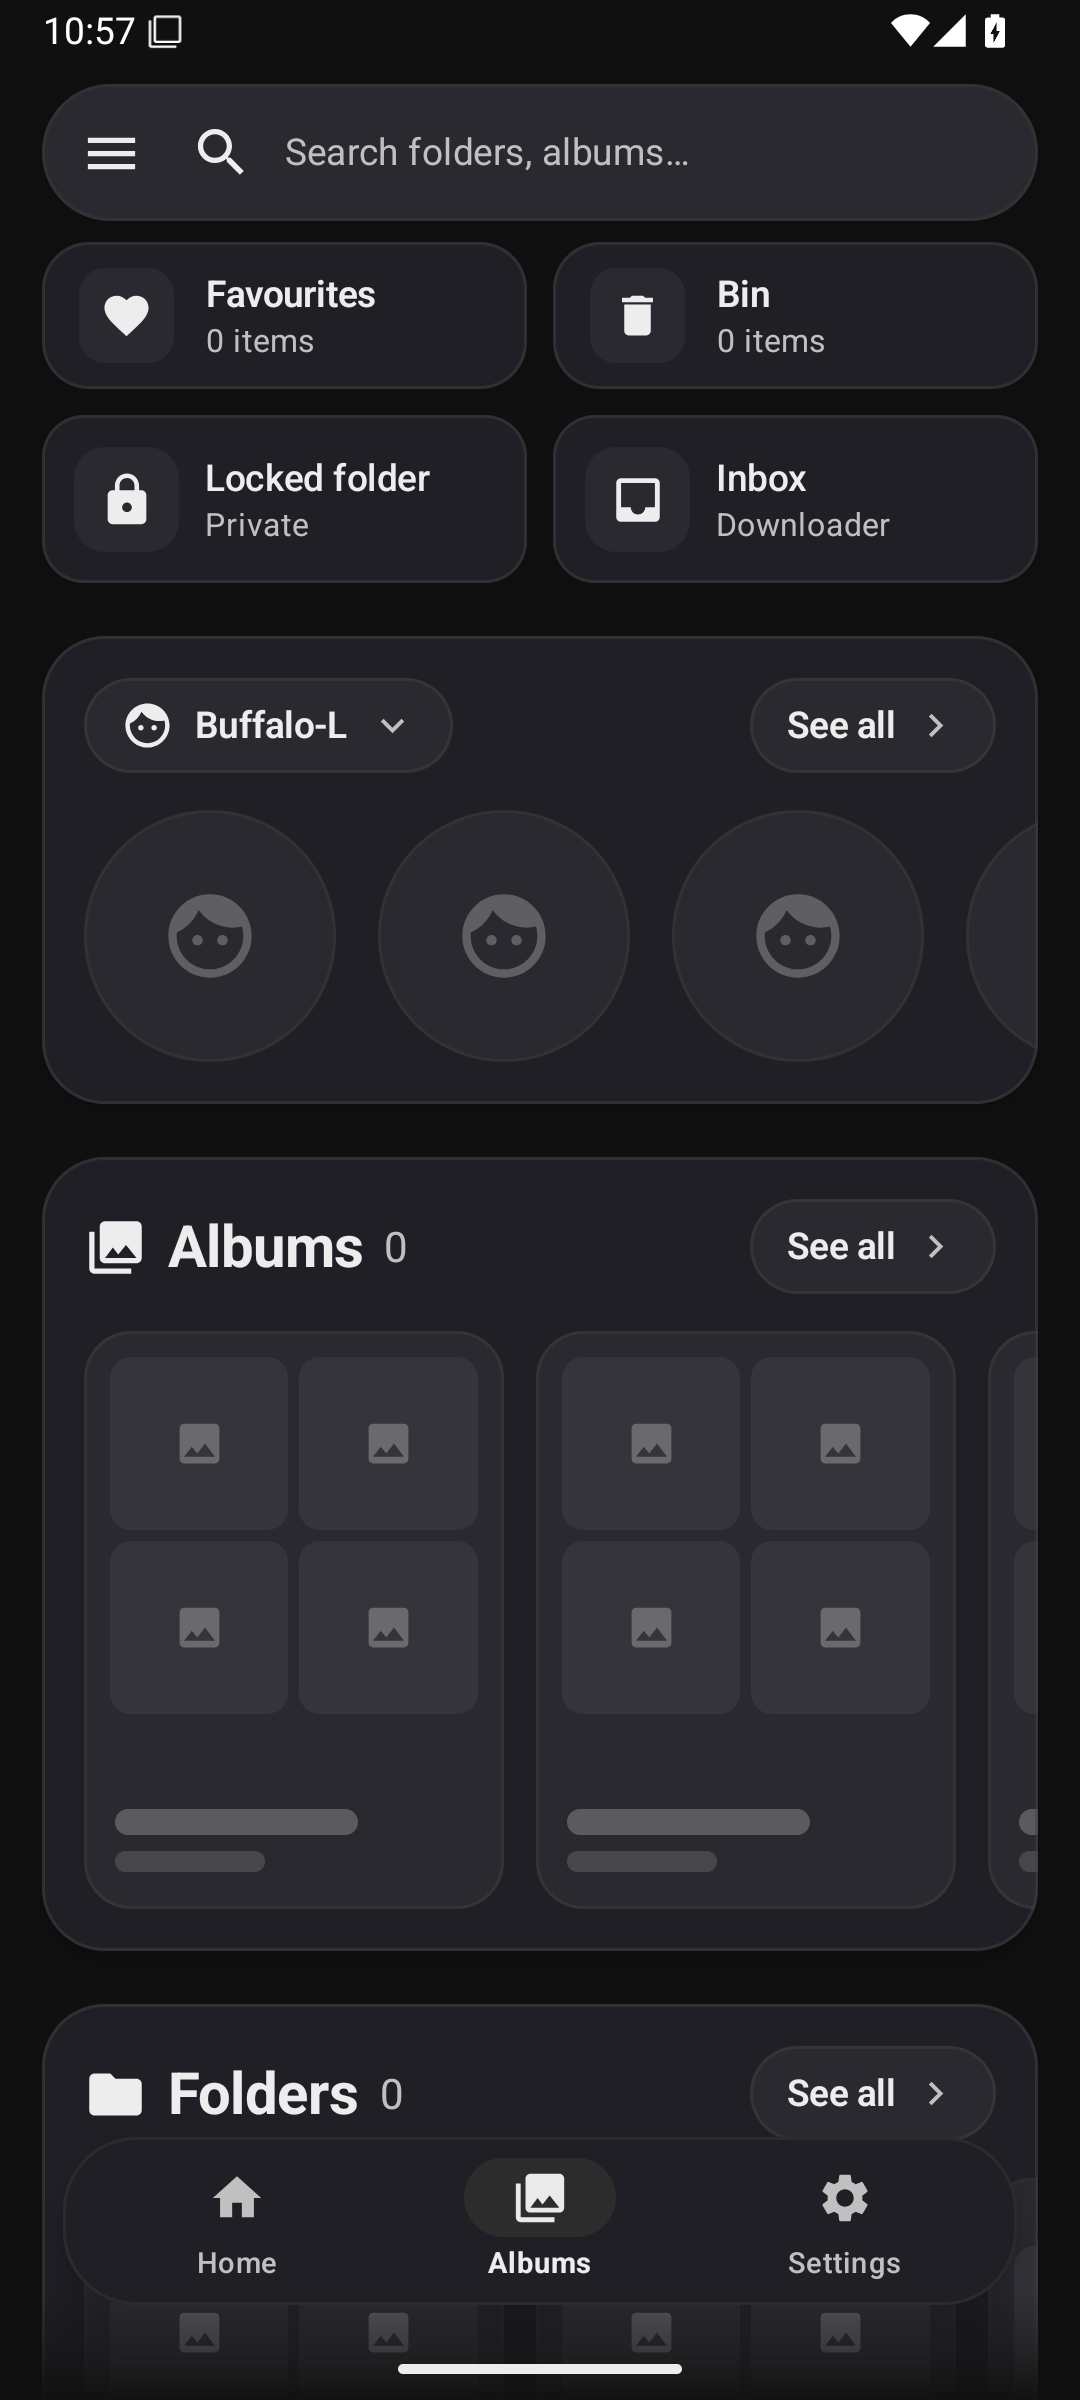 10:57
Search folders, albums…
Favourites
0 items
Bin
0 items
Locked folder
Private
Inbox
Downloader
Buffalo-L
See all
Albums 0
See all
Folders 0
See all
Home
Albums
Settings